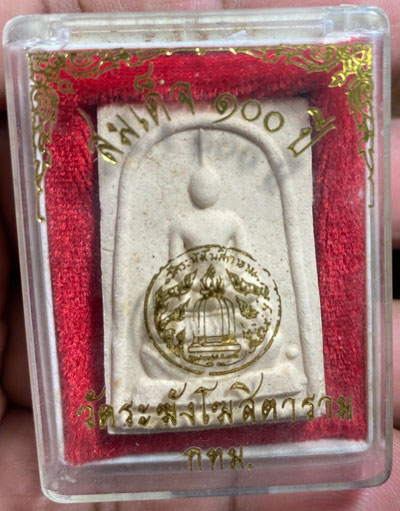 สมเด็จ ๑๐๐ ปี
วัดระฆังโฆสิตาราม
กทม.